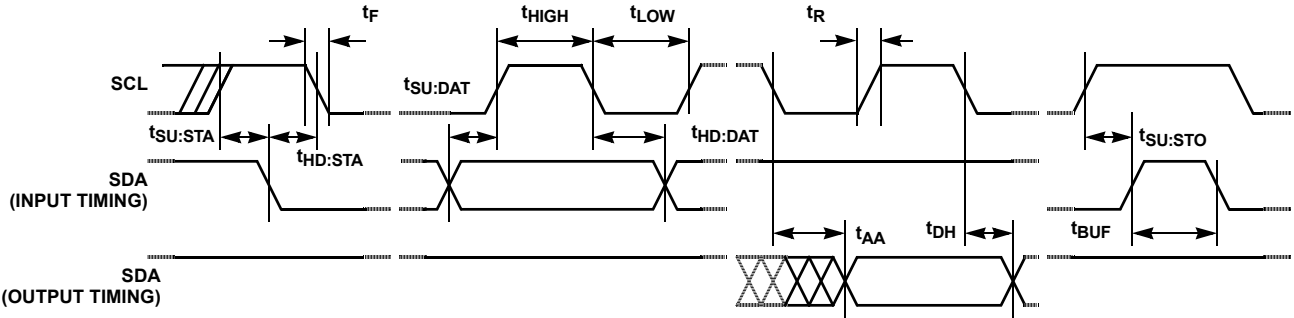 tF
tHIGH
tLOW
tR
SCL
tSU:DAT
tSU:STA
tHD:STA
tHD:DAT
tSU:STO
SDA
(INPUT TIMING)
tAA
tDH
tBUF
SDA
(OUTPUT TIMING)